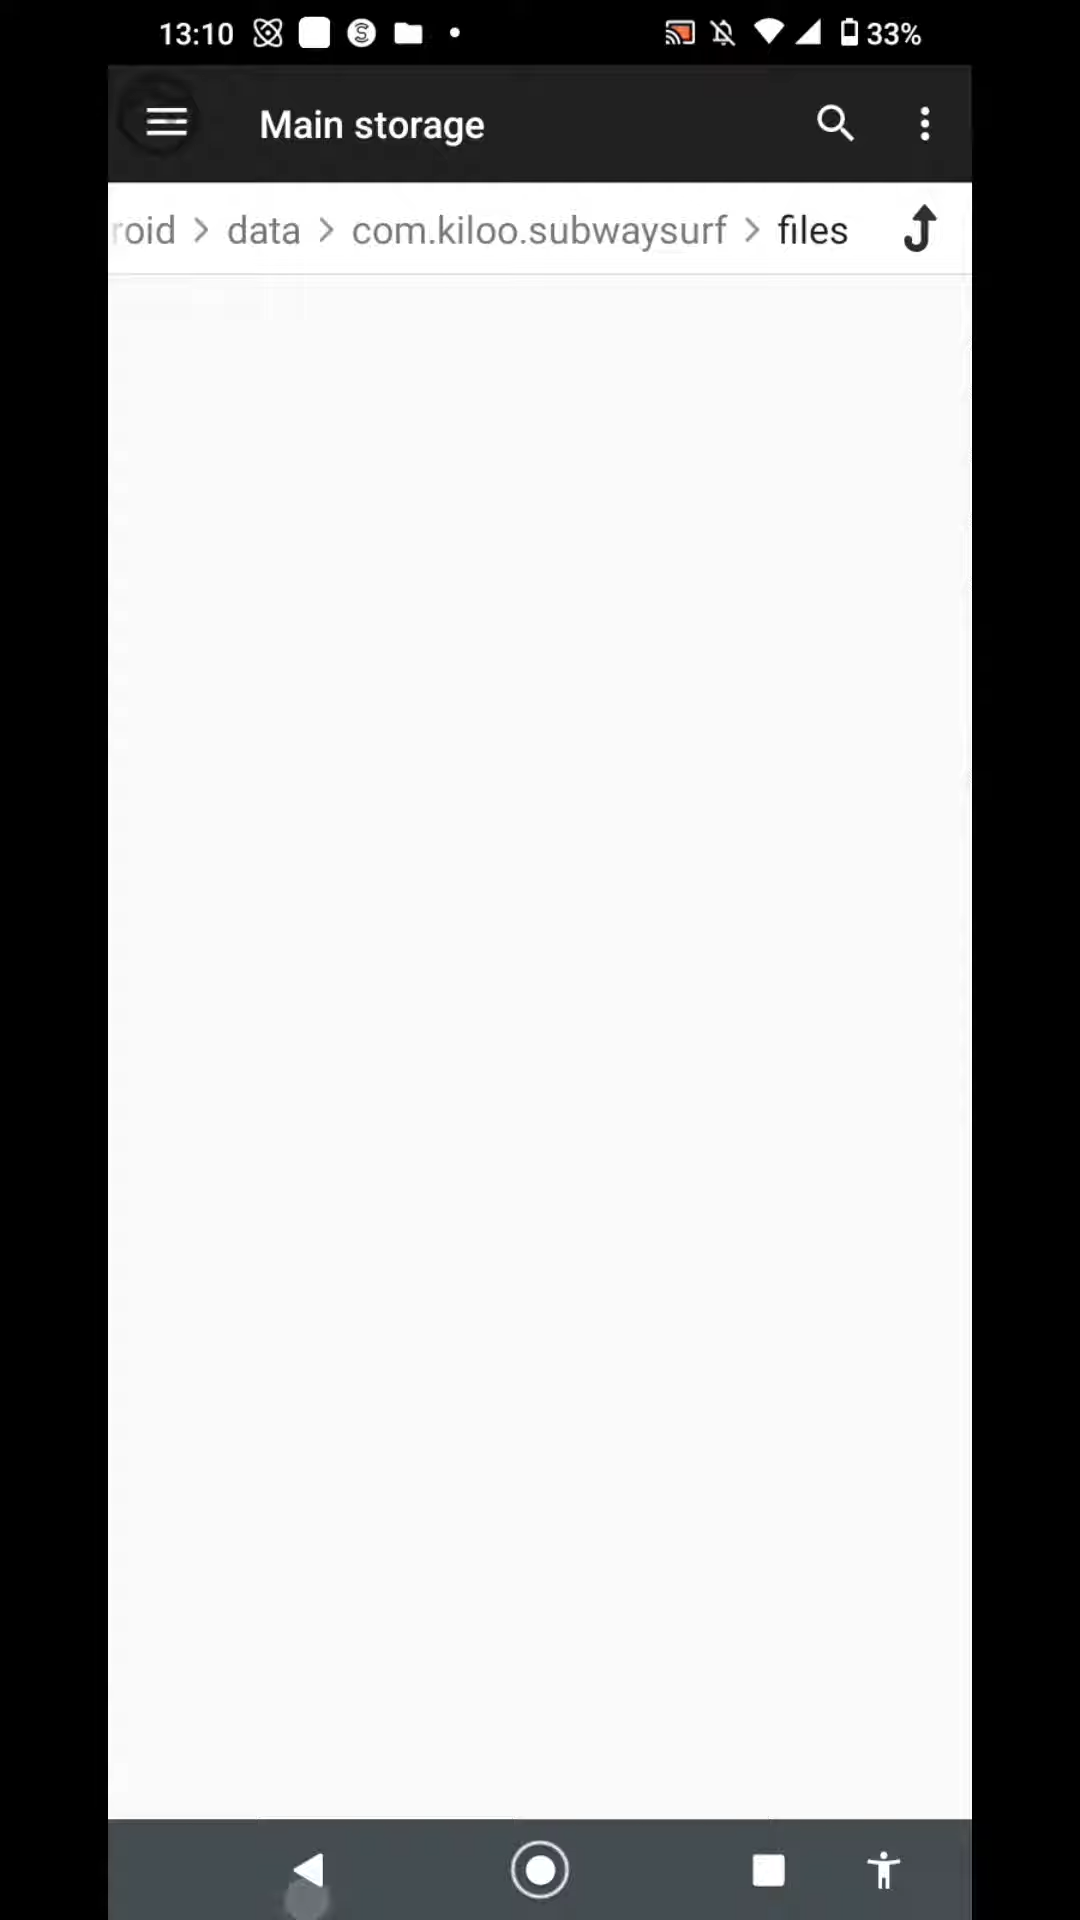 13:10 33%
Main storage
roid > data > com.kiloo.subwaysurf > files